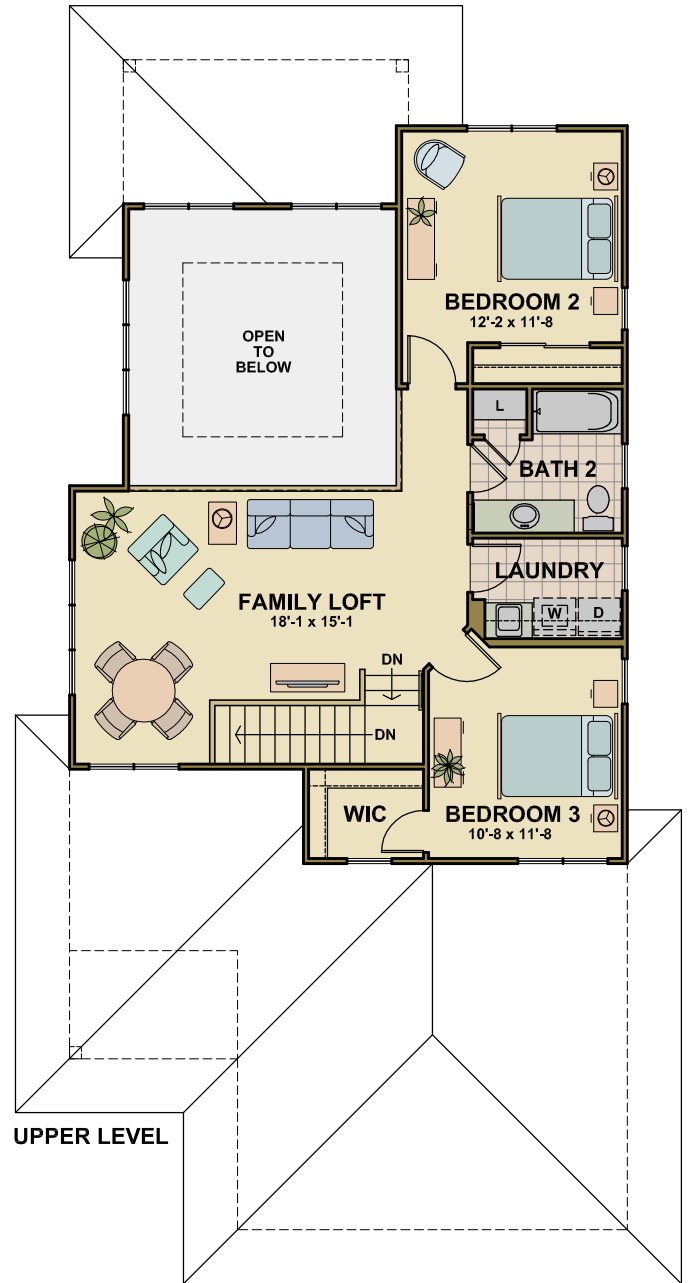 BEDROOM 2
12'-2 x 11'-8
OPEN
TO
BELOW
L
BATH 2
LAUNDRY
W
D
FAMILY LOFT
18'-1 x 15'-1
DN
DN
WIC
BEDROOM 3
10'-8 x 11'-8
UPPER LEVEL